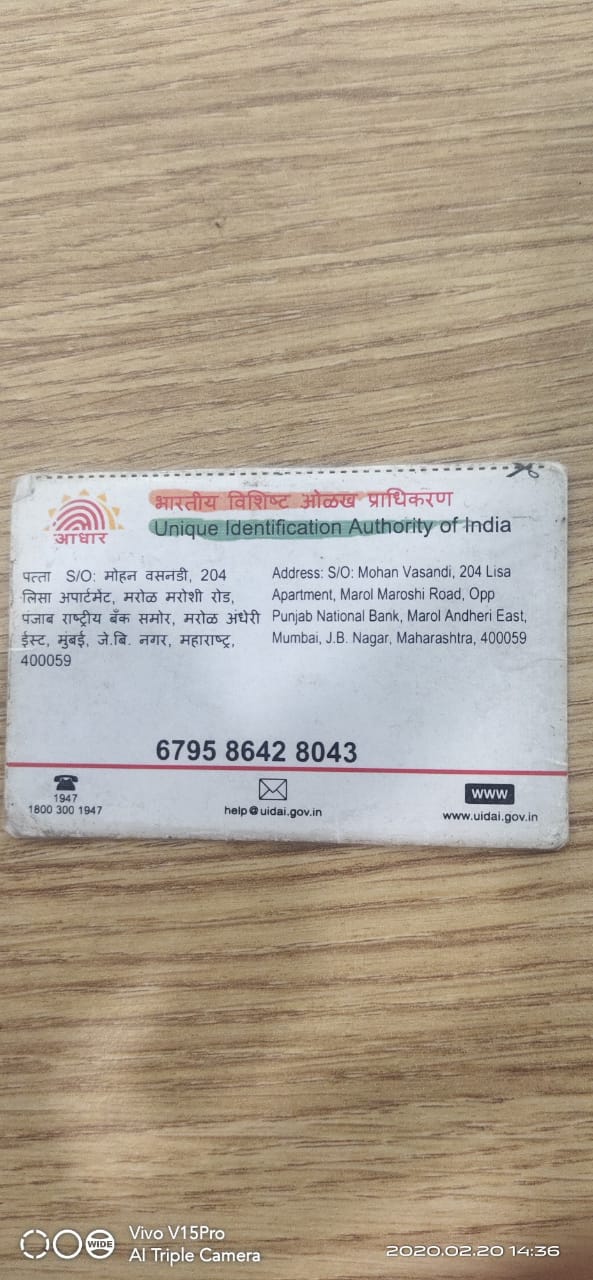 भारतीय विशिष्ट ओळख प्राधिकरण
Unique Identification Authority of India
आधार
पत्ता S/O: मोहन वसनडी, 204
लिसा अपार्टमेंट, मरोळ मरोशी रोड,
पंजाब राष्ट्रीय बँक समोर, मरोळ अंधेरी
ईस्ट, मुंबई, जे.बि. नगर, महाराष्ट्र,
400059
Address: S/O: Mohan Vasandi, 204 Lisa
Apartment, Marol Maroshi Road, Opp
Punjab National Bank, Marol Andheri East,
Mumbai, J.B. Nagar, Maharashtra, 400059
6795 8642 8043
1947
1800 300 1947
help@uidai.gov.in
www
www.uidai.gov.in
WIDE
Vivo V15Pro
AI Triple Camera
2020.02.20 14:36